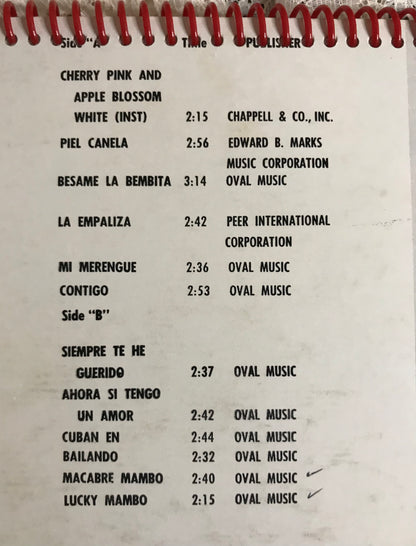 Side "A" Time PUBLISHER
CHERRY PINK AND
APPLE BLOSSOM
WHITE (INST) 2:15 CHAPPELL & CO., INC.
PIEL CANELA 2:56 EDWARD B. MARKS
MUSIC CORPORATION
BESAME LA BEMBITA 3:14 OVAL MUSIC
LA EMPALIZA 2:42 PEER INTERNATIONAL
CORPORATION
MI MERENGUE 2:36 OVAL MUSIC
CONTIGO 2:53 OVAL MUSIC
Side "B"
SIEMPRE TE HE
GUERIDO 2:37 OVAL MUSIC
AHORA SI TENGO
UN AMOR 2:42 OVAL MUSIC
CUBAN EN 2:44 OVAL MUSIC
BAILANDO 2:32 OVAL MUSIC
MACABRE MAMBO 2:40 OVAL MUSIC
LUCKY MAMBO 2:15 OVAL MUSIC